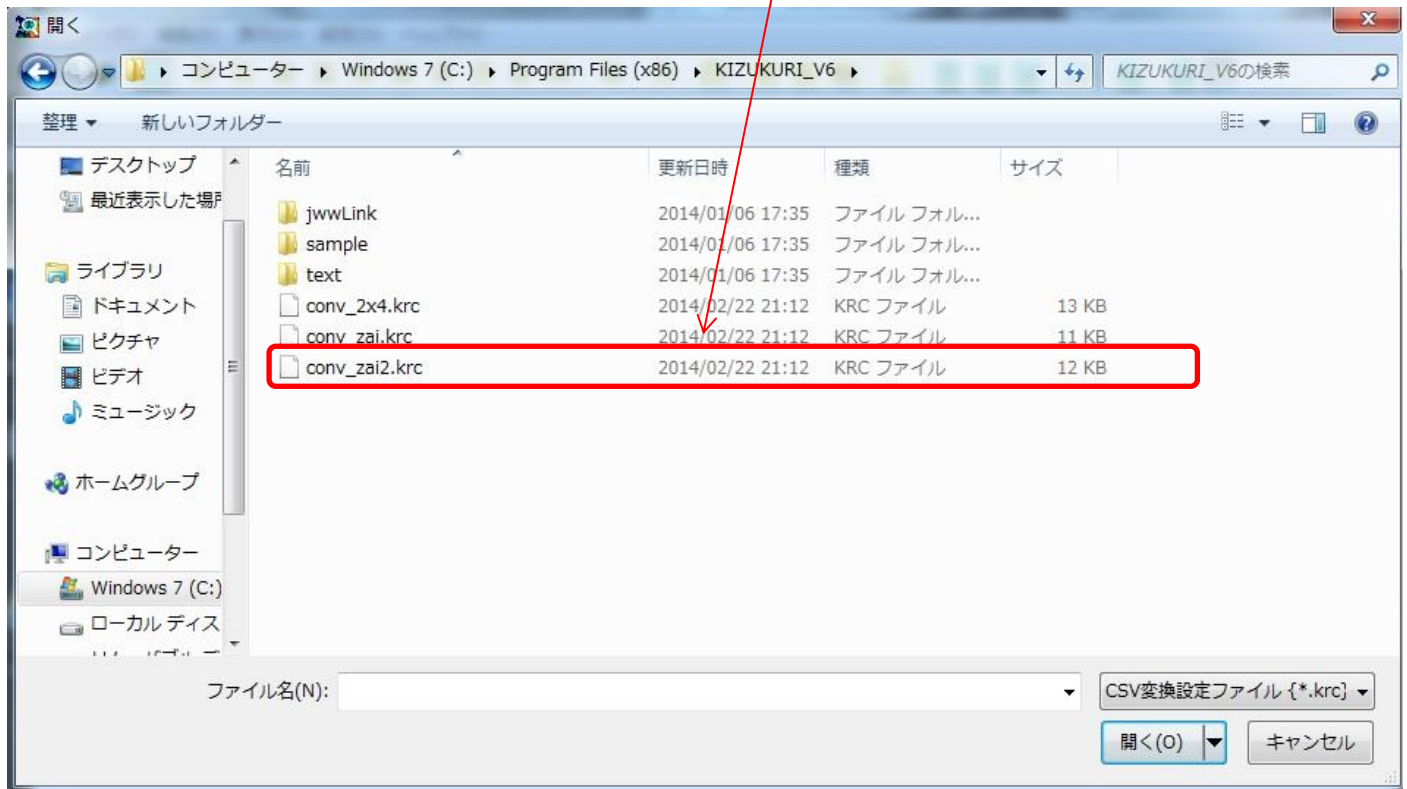 開く
コンピューター ▸ Windows 7 (C:) ▸ Program Files (x86) ▸ KIZUKURI_V6 ▸
KIZUKURI_V6の検索
整理 新しいフォルダー
名前 更新日時 種類 サイズ
デスクトップ
最近表示した場所
ライブラリ
ドキュメント
ピクチャ
ビデオ
ミュージック
ホームグループ
コンピューター
Windows 7 (C:)
ローカル ディス
jwwLink 2014/01/06 17:35 ファイル フォル...
sample 2014/01/06 17:35 ファイル フォル...
text 2014/01/06 17:35 ファイル フォル...
conv_2x4.krc 2014/02/22 21:12 KRC ファイル 13 KB
conv_zai.krc 2014/02/22 21:12 KRC ファイル 11 KB
conv_zai2.krc 2014/02/22 21:12 KRC ファイル 12 KB
ファイル名(N):
CSV変換設定ファイル {*.krc}
開く(O) キャンセル